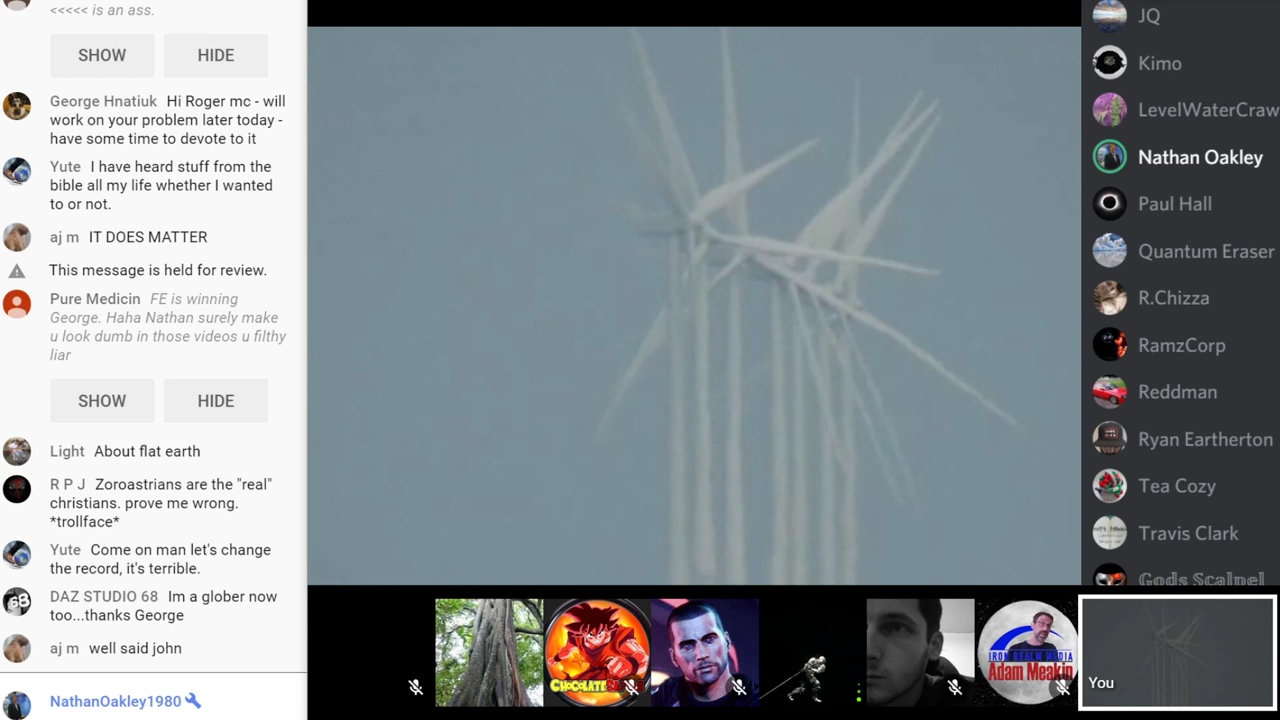 <<<<< is an ass.
SHOW HIDE
George Hnatiuk Hi Roger mc - will
work on your problem later today -
have some time to devote to it
Yute I have heard stuff from the
bible all my life whether I wanted
to or not.
aj m IT DOES MATTER
This message is held for review.
Pure Medicin FE is winning
George. Haha Nathan surely make
u look dumb in those videos u filthy
liar
SHOW HIDE
Light About flat earth
R P J Zoroastrians are the "real"
christians. prove me wrong.
*trollface*
Yute Come on man let's change
the record, it's terrible.
68 DAZ STUDIO 68 Im a glober now
too...thanks George
aj m well said john
NathanOakley1980
JQ
Kimo
LevelWaterCraw
Nathan Oakley
Paul Hall
Quantum Eraser
R.Chizza
RamzCorp
Reddman
Ryan Eartherton
Tea Cozy
Travis Clark
Gods Scalpel
CHOCOLATE
IRON REALM MEDIA
Adam Meakin
You